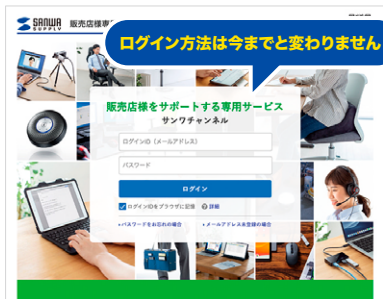 SANWA
SUPPLY
販売店様専
ログイン方法は今までと変わりません
販売店様をサポートする専用サービス
サンワチャンネル
ログインID（メールアドレス）
パスワード
ログイン
ログインIDをブラウザに記憶
詳細
パスワードをお忘れの場合
メールアドレス未登録の場合